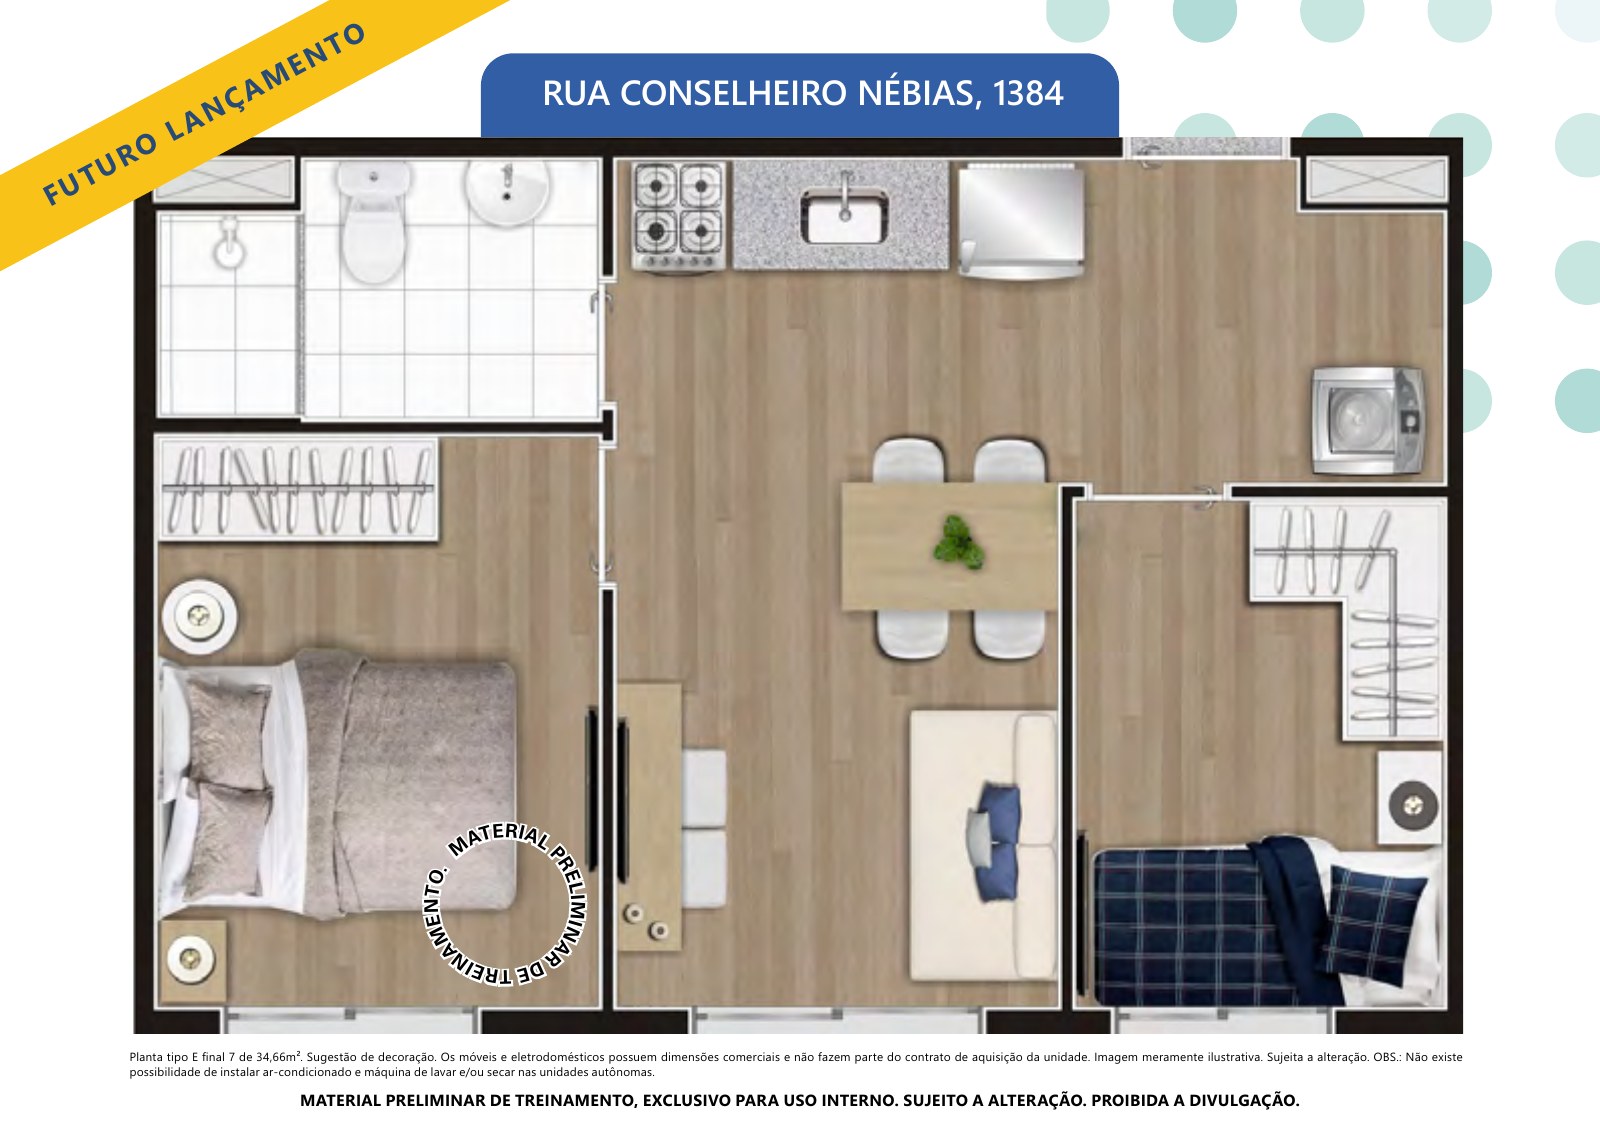 FUTURO LANÇAMENTO
RUA CONSELHEIRO NÉBIAS, 1384
MATERIAL PRELIMINAR DE TREINAMENTO.
Planta tipo E final 7 de 34,66m². Sugestão de decoração. Os móveis e eletrodomésticos possuem dimensões comerciais e não fazem parte do contrato de aquisição da unidade. Imagem meramente ilustrativa. Sujeita a alteração. OBS.: Não existe
possibilidade de instalar ar-condicionado e máquina de lavar e/ou secar nas unidades autônomas.
MATERIAL PRELIMINAR DE TREINAMENTO, EXCLUSIVO PARA USO INTERNO. SUJEITO A ALTERAÇÃO. PROIBIDA A DIVULGAÇÃO.